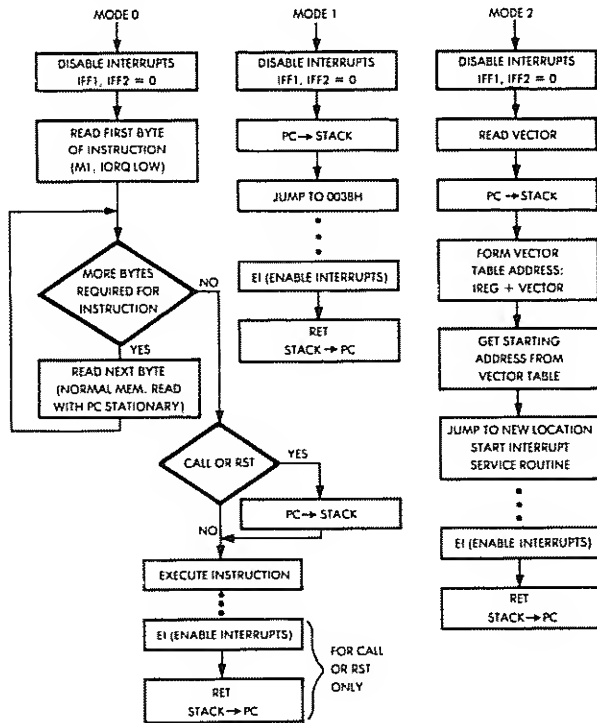 MODE 0
DISABLE INTERRUPTS
IFF1, IFF2 = 0
READ FIRST BYTE
OF INSTRUCTION
(M1, IORQ LOW)
MORE BYTES
REQUIRED FOR
INSTRUCTION
NO
YES
READ NEXT BYTE
(NORMAL MEM. READ
WITH PC STATIONARY)
CALL OR RST
YES
PC→STACK
NO
EXECUTE INSTRUCTION
EI (ENABLE INTERRUPTS)
RET
STACK→PC
FOR CALL
OR RST
ONLY
MODE 1
DISABLE INTERRUPTS
IFF1, IFF2 = 0
PC→STACK
JUMP TO 0038H
EI (ENABLE INTERRUPTS)
RET
STACK→PC
MODE 2
DISABLE INTERRUPTS
IFF1, IFF2 = 0
READ VECTOR
PC→STACK
FORM VECTOR
TABLE ADDRESS:
IREG + VECTOR
GET STARTING
ADDRESS FROM
VECTOR TABLE
JUMP TO NEW LOCATION
START INTERRUPT
SERVICE ROUTINE
EI (ENABLE INTERRUPTS)
RET
STACK→PC